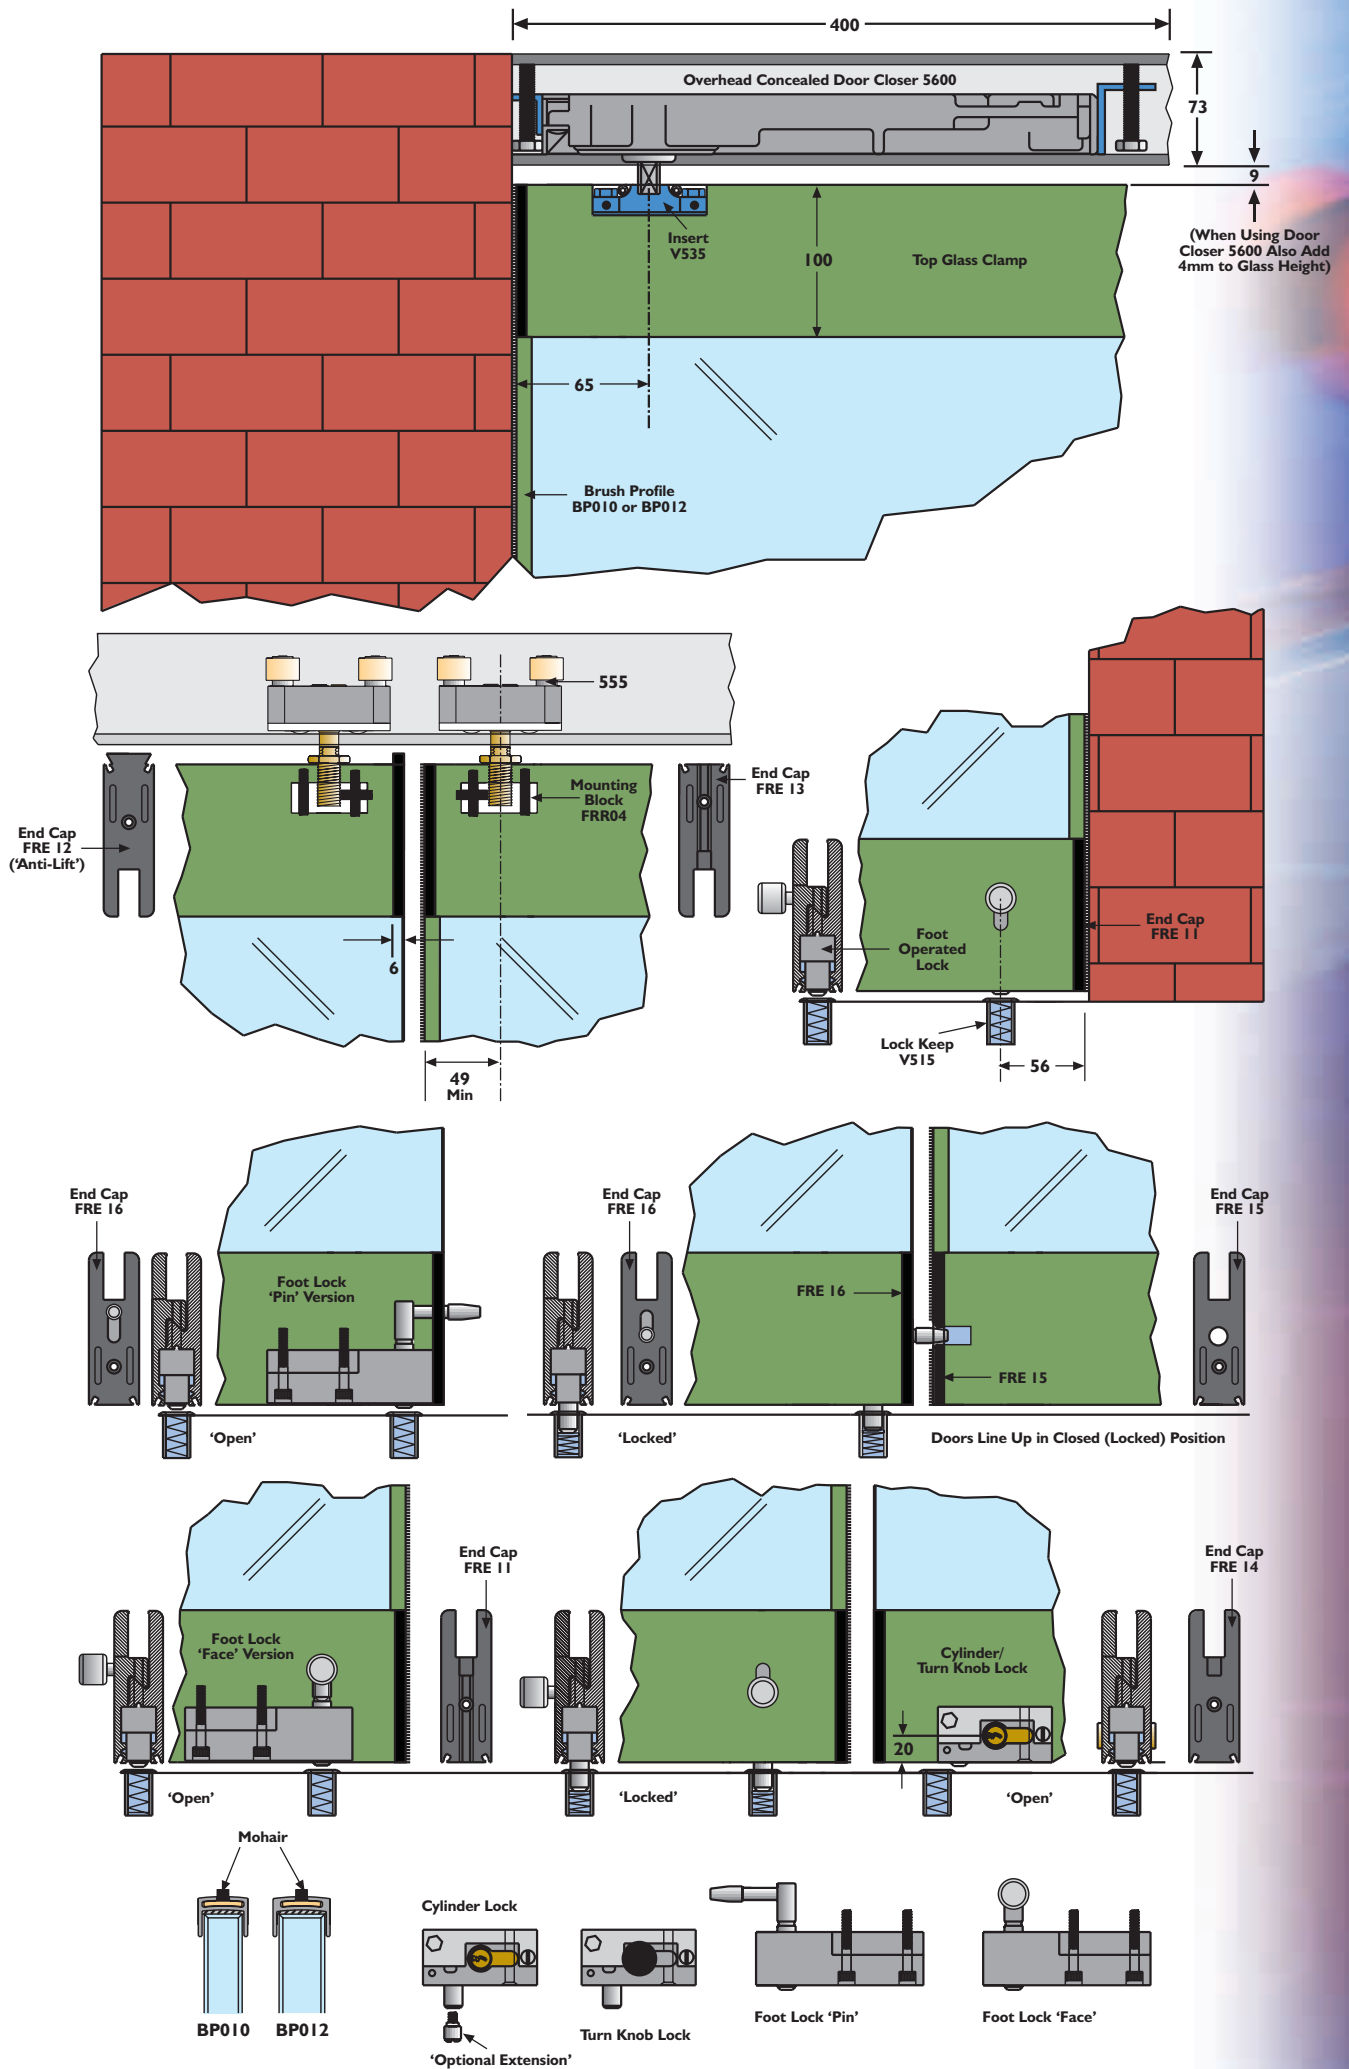 400
Overhead Concealed Door Closer 5600
73
9
(When Using Door
Closer 5600 Also Add
4mm to Glass Height)
Insert
V535
100
Top Glass Clamp
65
Brush Profile
BP010 or BP012
555
End Cap
FRE 12
('Anti-Lift')
Mounting
Block
FRR04
End Cap
FRE 13
6
49
Min
Foot
Operated
Lock
End Cap
FRE 11
Lock Keep
V515
56
End Cap
FRE 16
Foot Lock
'Pin' Version
'Open'
End Cap
FRE 16
FRE 16
FRE 15
End Cap
FRE 15
'Locked'
Doors Line Up in Closed (Locked) Position
Foot Lock
'Face' Version
'Open'
End Cap
FRE 11
'Locked'
Cylinder/
Turn Knob Lock
20
'Open'
End Cap
FRE 14
Mohair
BP010
BP012
Cylinder Lock
'Optional Extension'
Turn Knob Lock
Foot Lock 'Pin'
Foot Lock 'Face'